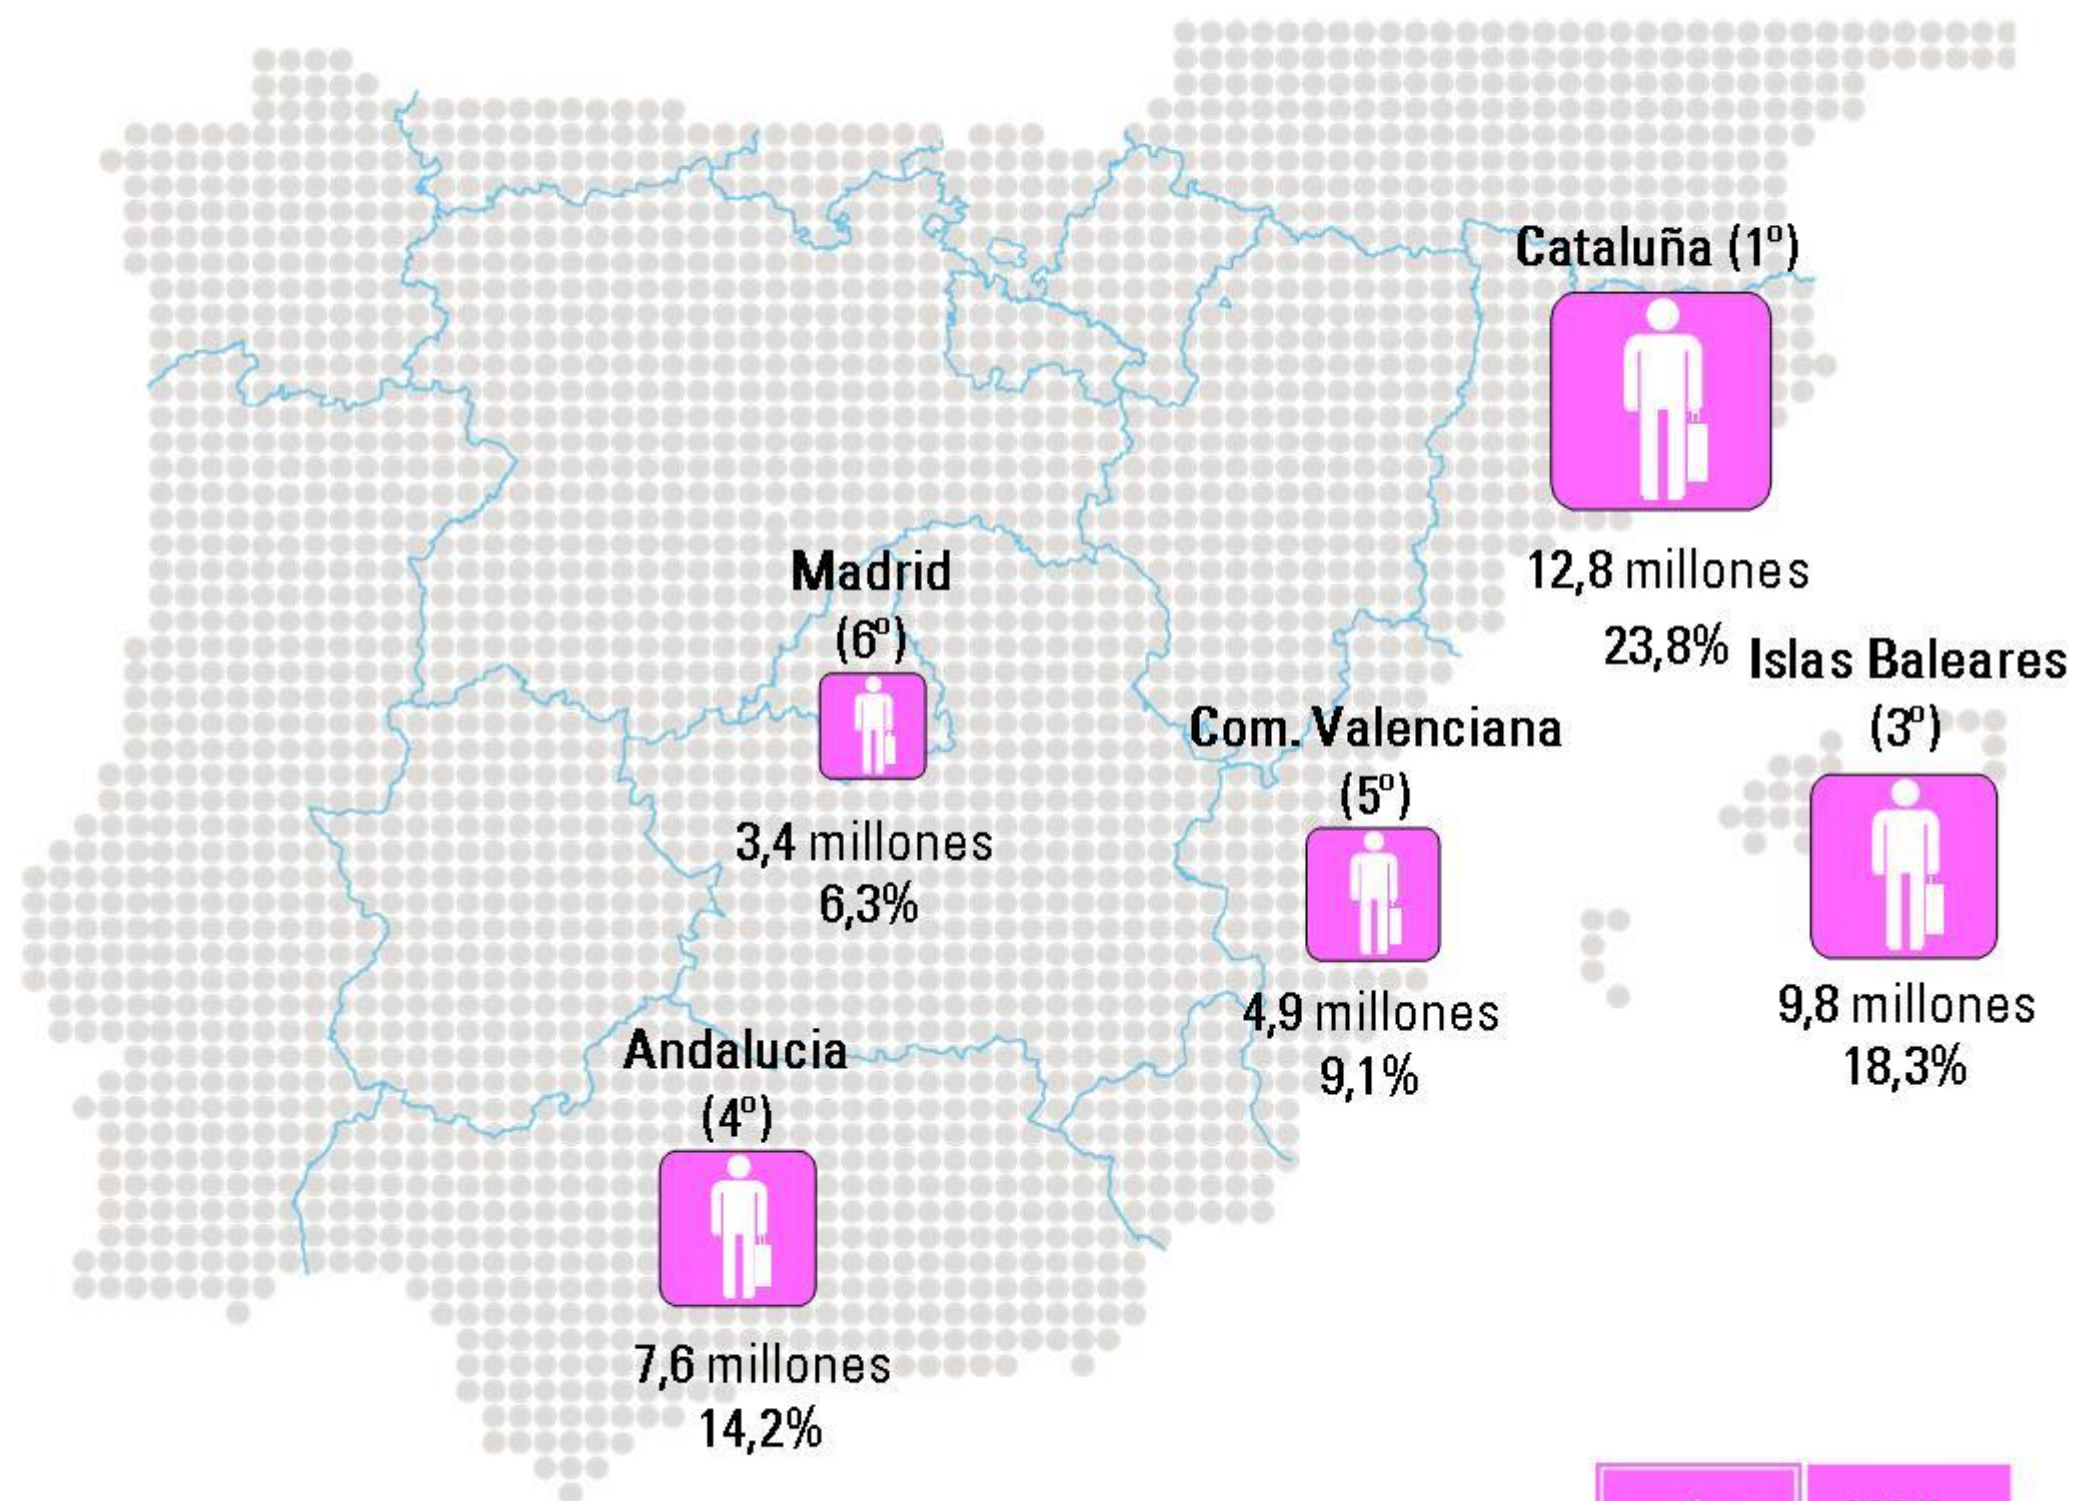 Cataluña (1º)
12,8 millones
23,8%
Madrid
(6º)
3,4 millones
6,3%
Islas Baleares
(3º)
9,8 millones
18,3%
Com. Valenciana
(5º)
4,9 millones
9,1%
Andalucia
(4º)
7,6 millones
14,2%